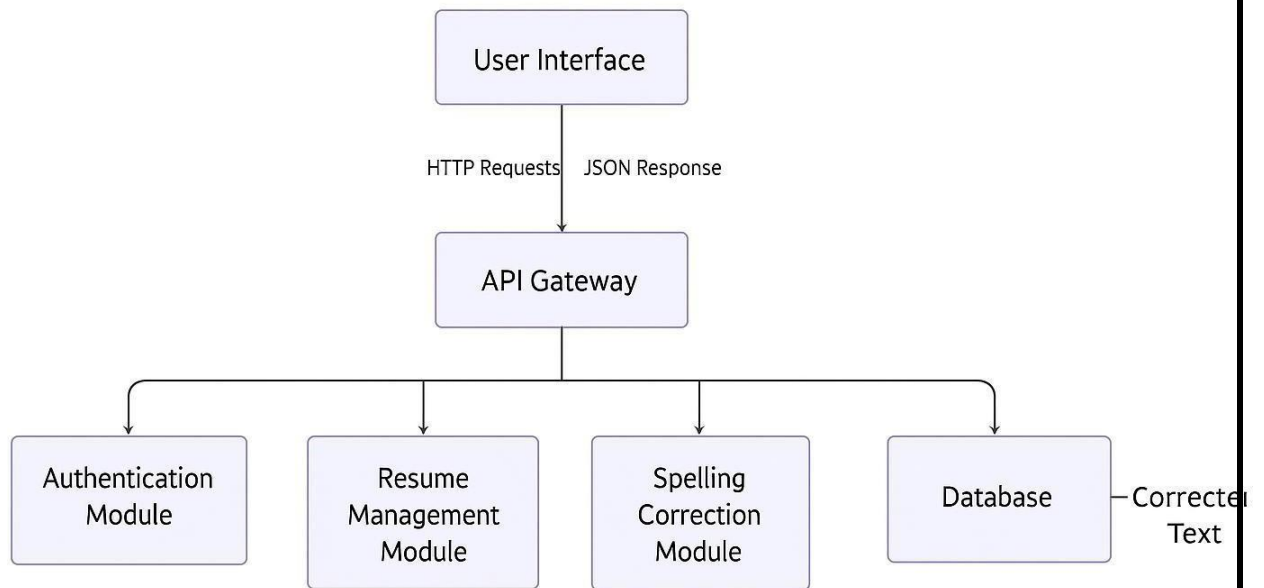 User Interface
HTTP Requests
JSON Response
API Gateway
Authentication
Module
Resume
Management
Module
Spelling
Correction
Module
Database
Text